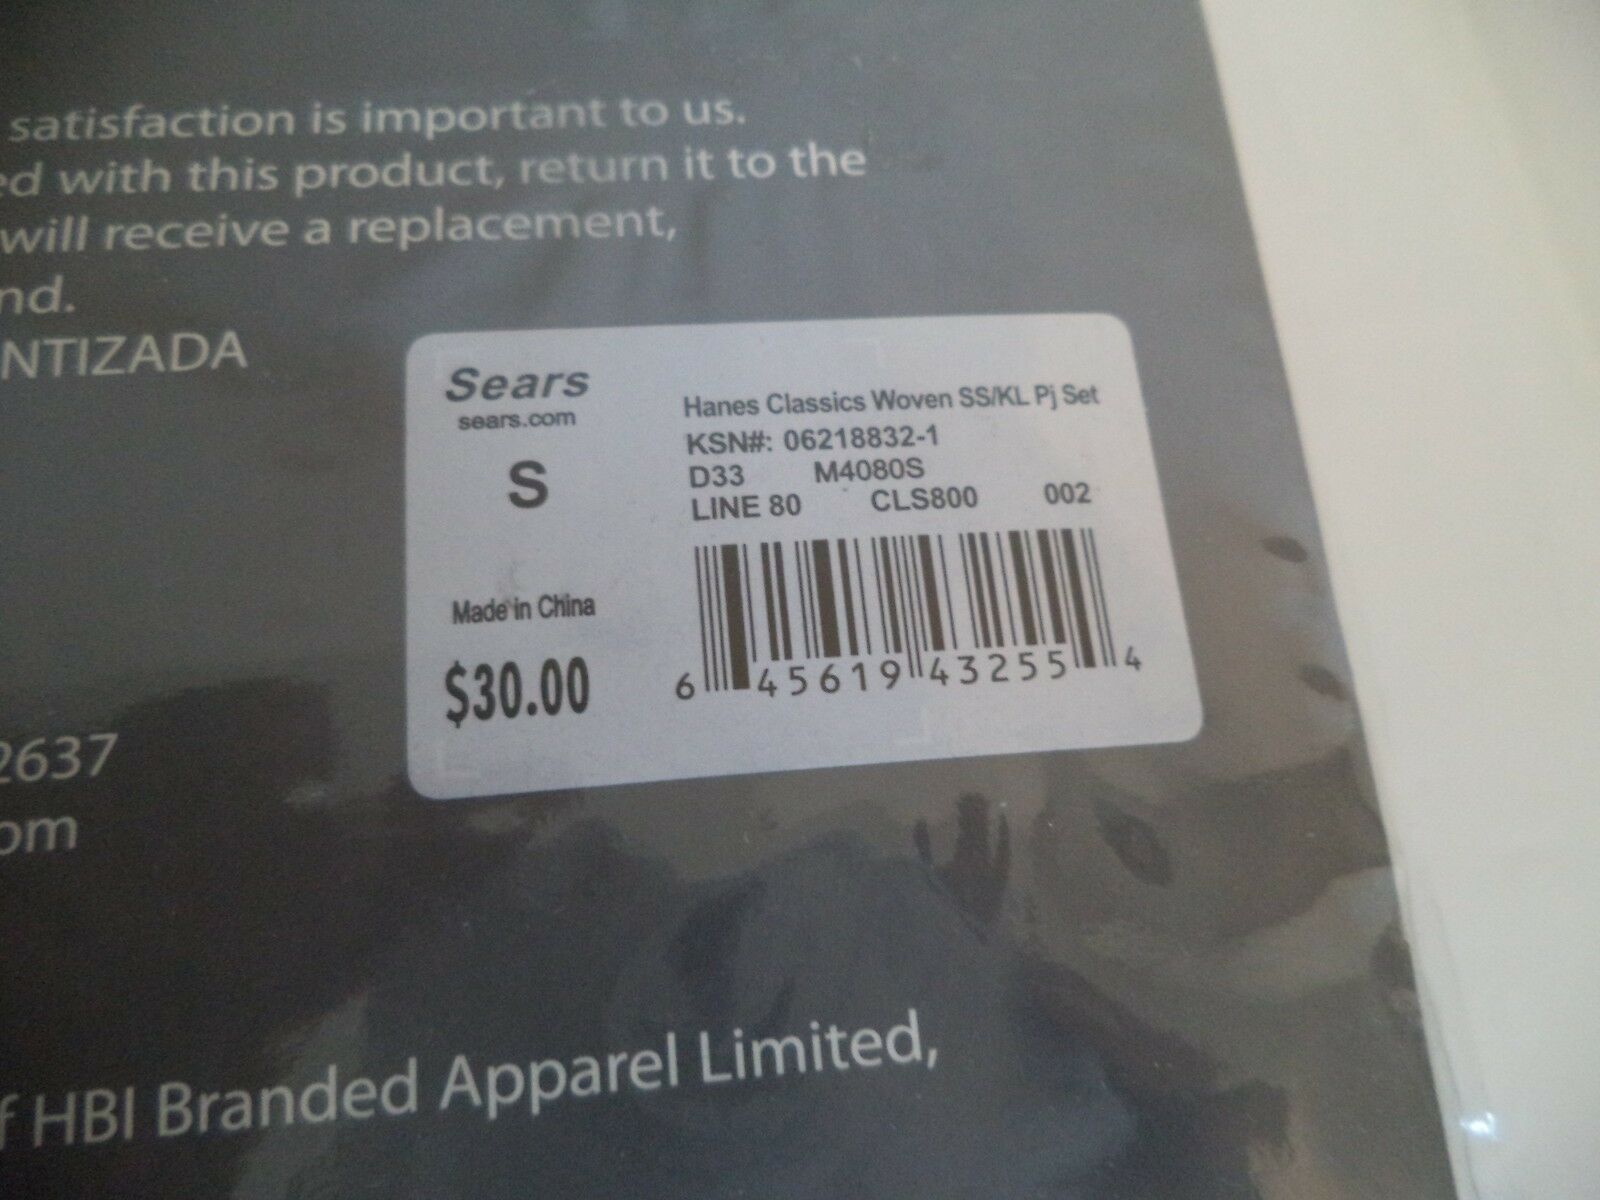 satisfaction is important to us.
ed with this product, return it to the
will receive a replacement,
nd.
NTIZADA
Sears
sears.com
S
Made in China
$30.00
Hanes Classics Woven SS/KL Pj Set
KSN#: 06218832-1
D33 M4080S
LINE 80 CLS800 002
6 45619 43255 4
2637
om
f HBI Branded Apparel Limited,